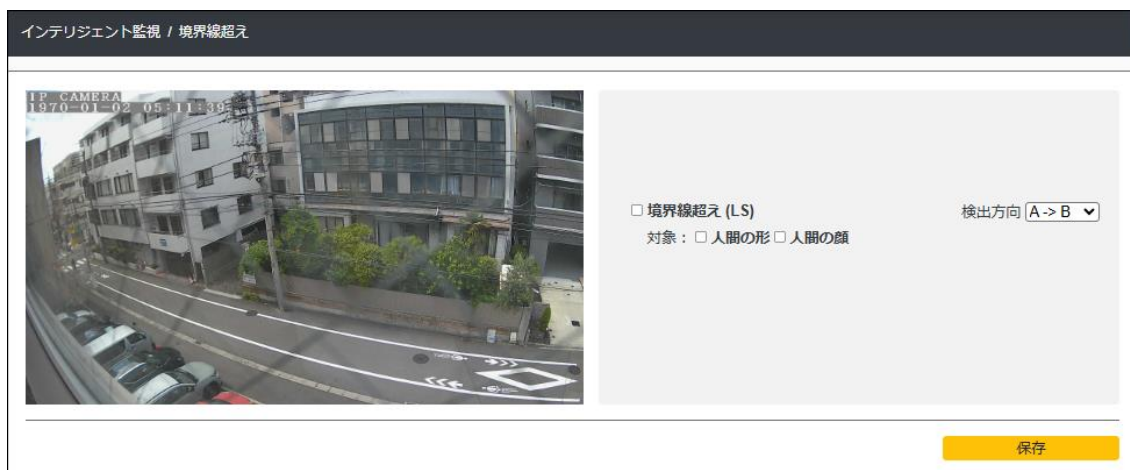 インテリジェント監視 / 境界線超え
IP CAMERA
1970-01-02 05:11:39
境界線超え (LS)
検出方向 A -> B
対象： 人間の形 人間の顔
保存